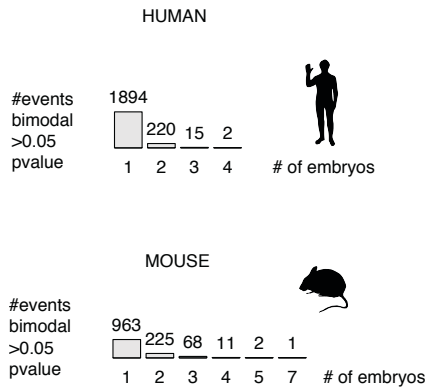 HUMAN
#events
bimodal
>0.05
pvalue
1894 220 15 2
1 2 3 4 # of embryos
MOUSE
#events
bimodal
>0.05
pvalue
963 225 68 11 2 1
1 2 3 4 5 7 # of embryos